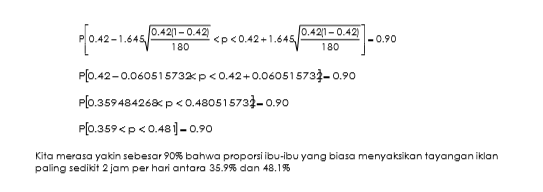 P[0.42 − 1.645√(0.42(1 − 0.42)/180) < p < 0.42 + 1.645√(0.42(1 − 0.42)/180)] = 0.90
P[0.42 − 0.060515732 < p < 0.42 + 0.060515732] = 0.90
P[0.359484268 < p < 0.480515732] = 0.90
P[0.359 < p < 0.481] = 0.90
Kita merasa yakin sebesar 90% bahwa proporsi ibu-ibu yang biasa menyaksikan tayangan iklan
paling sedikit 2 jam per hari antara 35.9% dan 48.1%